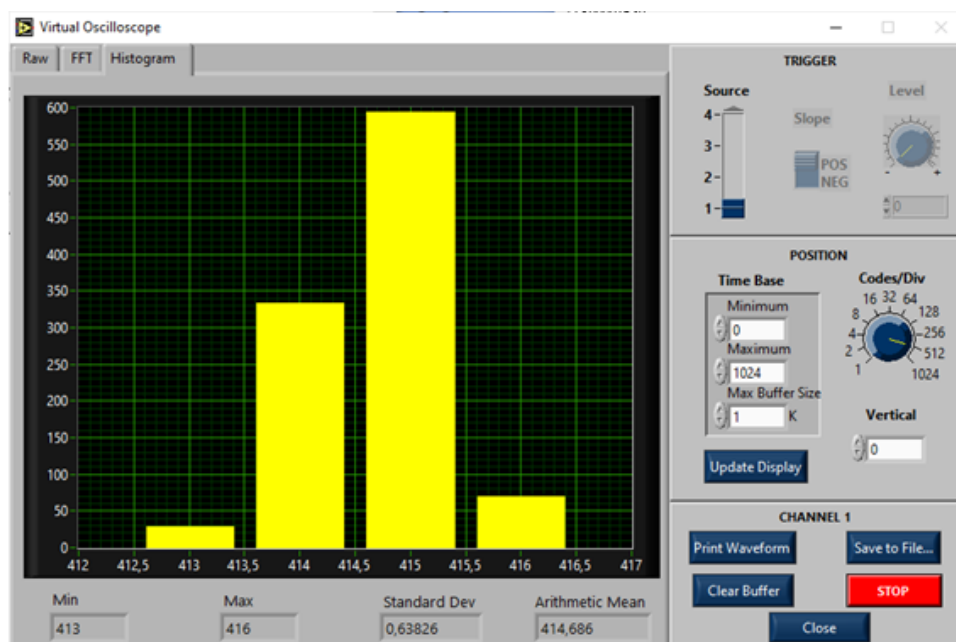 Virtual Oscilloscope
Raw FFT Histogram
600
550
500
450
400
350
300
250
200
150
100
50
0
412 412,5 413 413,5 414 414,5 415 415,5 416 416,5 417
Min Max Standard Dev Arithmetic Mean
413 416 0,63826 414,686
TRIGGER
Source
4
3
2
1
Slope
POS
NEG
Level
- +
0
POSITION
Time Base
Minimum
0
Maximum
1024
Max Buffer Size
1 K
Update Display
Codes/Div
16 32 64
8 128
4 256
2 512
1 1024
Vertical
0
CHANNEL 1
Print Waveform Save to File...
Clear Buffer STOP
Close